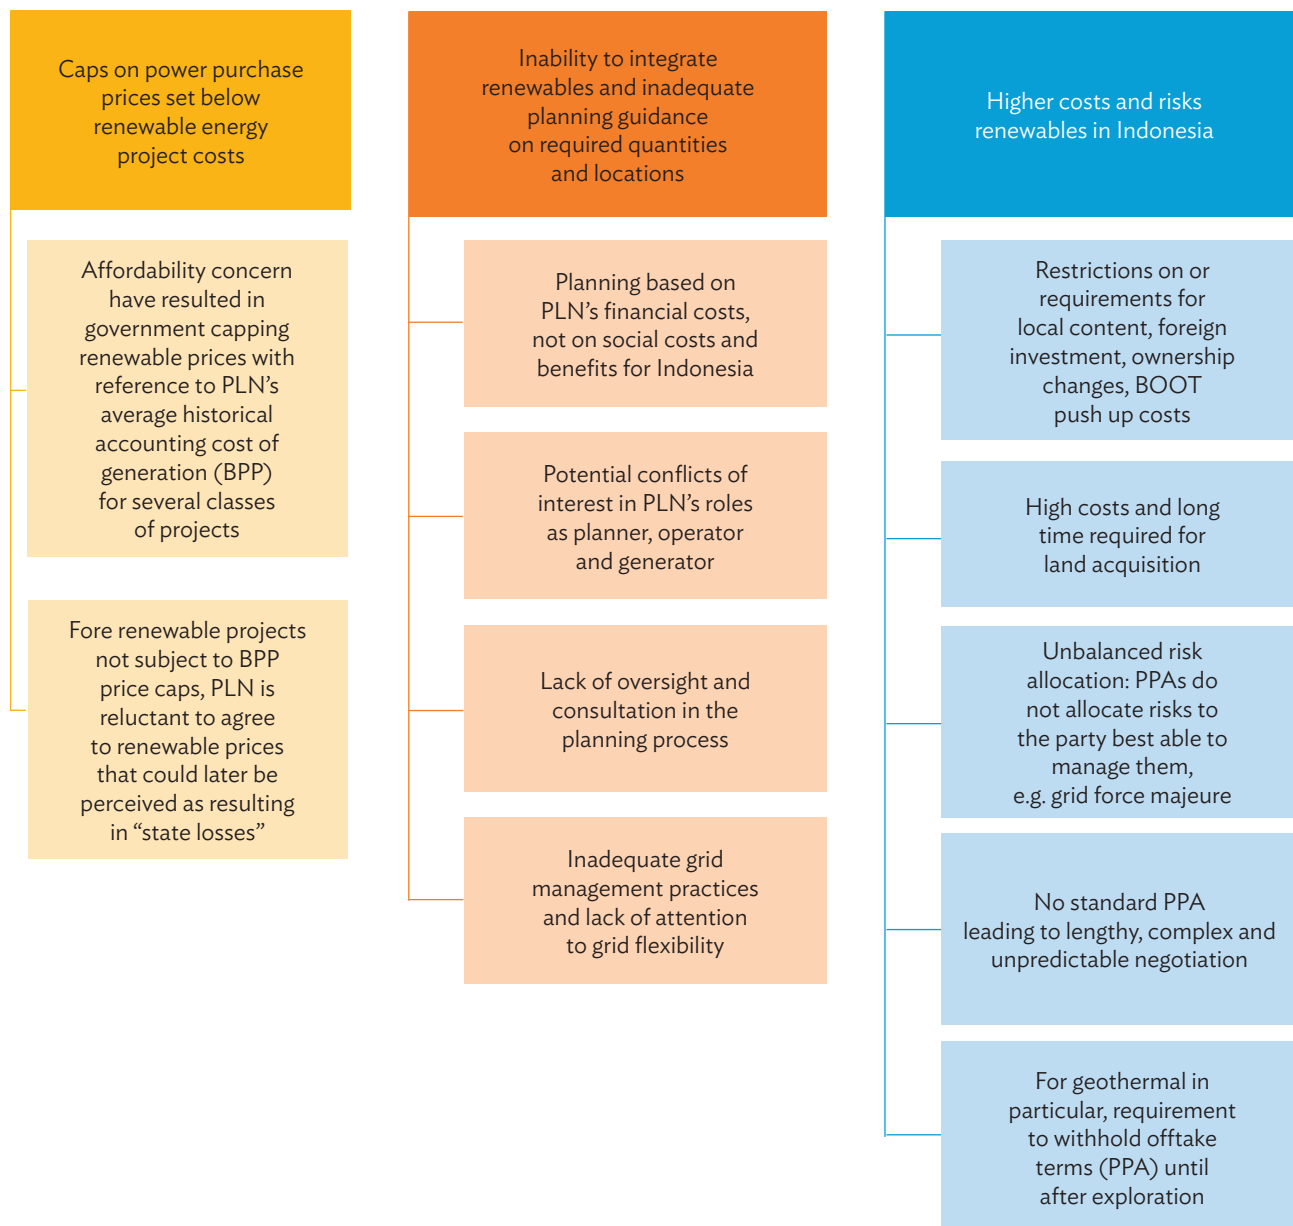 Caps on power purchase
prices set below
renewable energy
project costs
Affordability concern
have resulted in
government capping
renewable prices with
reference to PLN’s
average historical
accounting cost of
generation (BPP)
for several classes
of projects
Fore renewable projects
not subject to BPP
price caps, PLN is
reluctant to agree
to renewable prices
that could later be
perceived as resulting
in “state losses”
Inability to integrate
renewables and inadequate
planning guidance
on required quantities
and locations
Planning based on
PLN’s financial costs,
not on social costs and
benefits for Indonesia
Potential conflicts of
interest in PLN’s roles
as planner, operator
and generator
Lack of oversight and
consultation in the
planning process
Inadequate grid
management practices
and lack of attention
to grid flexibility
Higher costs and risks
renewables in Indonesia
Restrictions on or
requirements for
local content, foreign
investment, ownership
changes, BOOT
push up costs
High costs and long
time required for
land acquisition
Unbalanced risk
allocation: PPAs do
not allocate risks to
the party best able to
manage them,
e.g. grid force majeure
No standard PPA
leading to lengthy, complex and
unpredictable negotiation
For geothermal in
particular, requirement
to withhold offtake
terms (PPA) until
after exploration